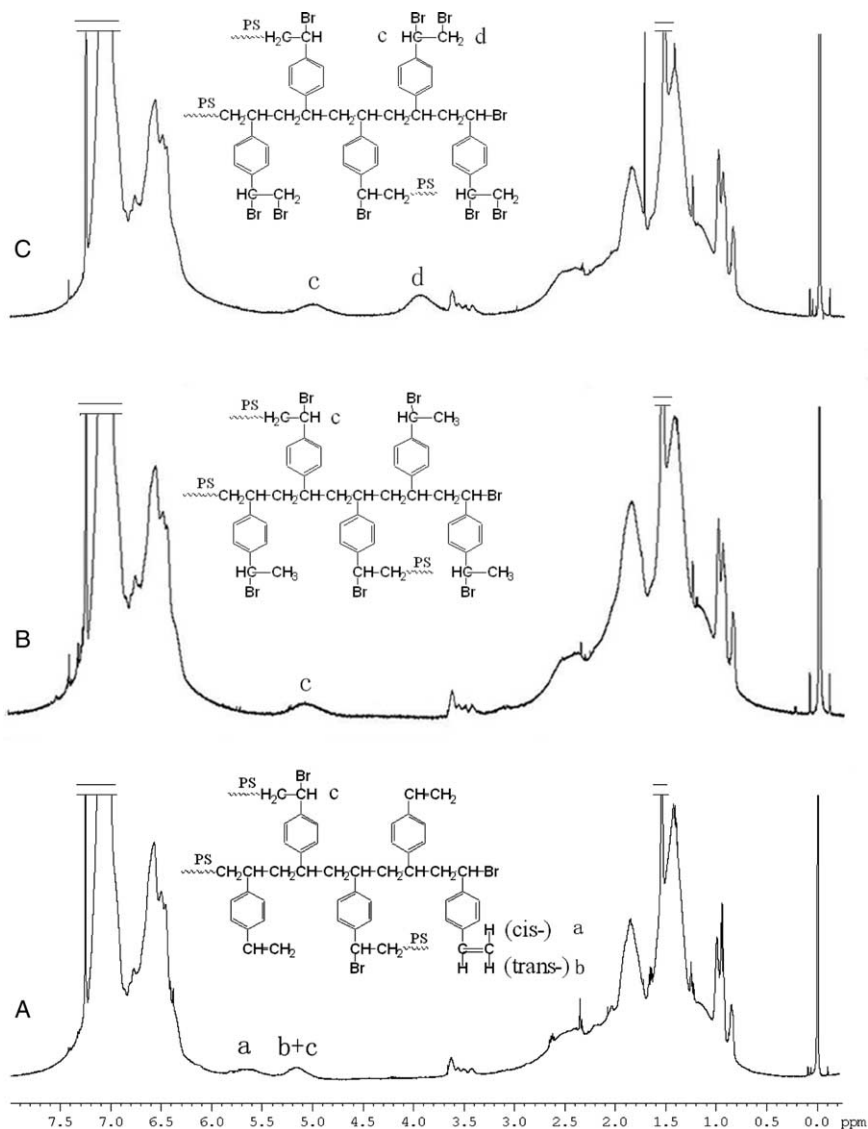 Br
PS
H2C-CH
c
Br Br
HC-CH2
d
PS
CH2CH-CH2CH-CH2CH-CH2CH-CH2CH-Br
HC-CH2
Br Br
HC-CH2
Br
PS
HC-CH2
Br Br
C
c
d
Br
PS
H2C-CH
c
Br
HC-CH3
PS
CH2CH-CH2CH-CH2CH-CH2CH-CH2CH-Br
HC-CH3
Br
HC-CH2
Br
PS
HC-CH3
Br
B
c
Br
PS
H2C-CH
c
CH=CH2
PS
CH2CH-CH2CH-CH2CH-CH2CH-CH2CH-Br
CH=CH2
HC-CH2
Br
PS
H (cis-) a
C=C
H H (trans-) b
A
a
b+c
7.5 7.0 6.5 6.0 5.5 5.0 4.5 4.0 3.5 3.0 2.5 2.0 1.5 1.0 0.5 0.0 ppm